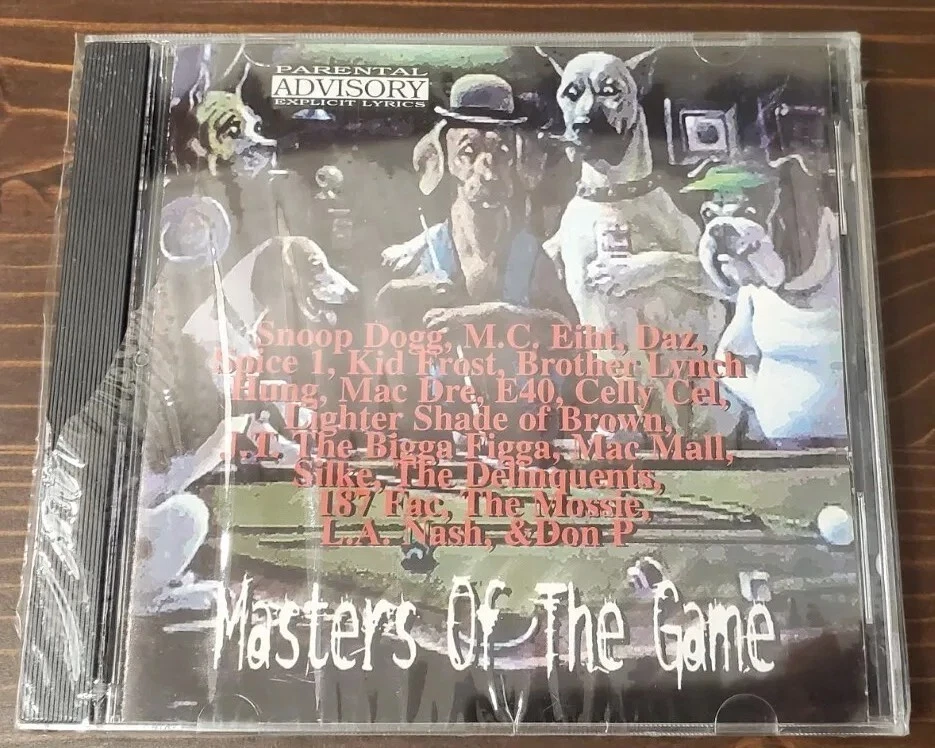 PARENTAL
ADVISORY
EXPLICIT LYRICS
Snoop Dogg, M.C. Eiht, Daz,
Spice 1, Kid Frost, Brother Lynch
Hung, Mac Dre, E40, Celly Cel,
Lighter Shade of Brown,
J.T. The Bigga Figga, Mac Mall,
Silke, The Delinquents,
187 Fac, The Mossie,
L.A. Nash, &Don P
Masters Of The Game